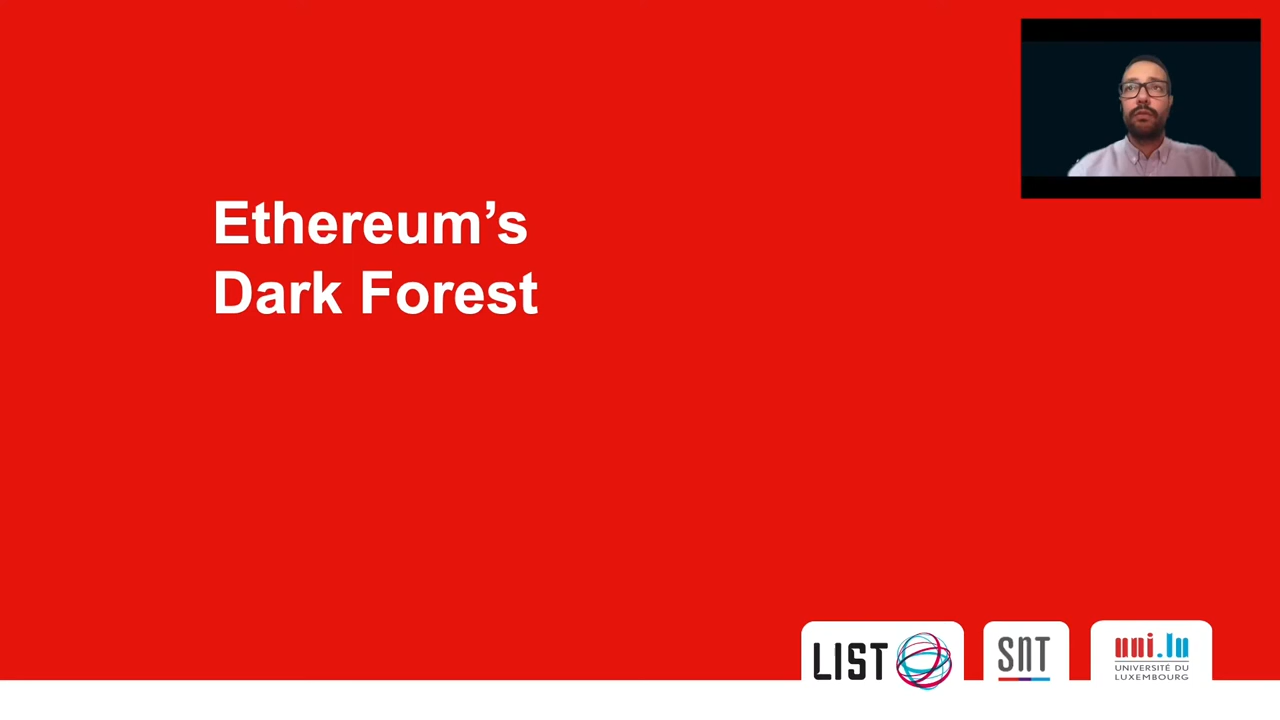 Ethereum’s
Dark Forest
LIST
SNT
uni.lu
UNIVERSITÉ DU
LUXEMBOURG